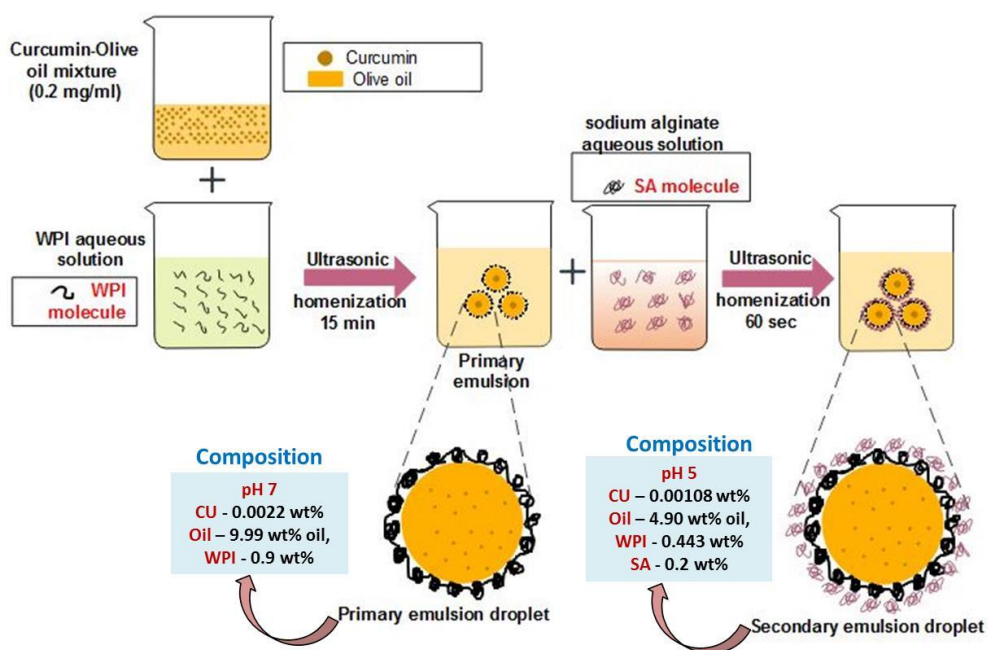 Curcumin-Olive
oil mixture
(0.2 mg/ml)
Curcumin
Olive oil
+
WPI aqueous
solution
WPI
molecule
Ultrasonic
homenization
15 min
Primary
emulsion
+
sodium alginate
aqueous solution
SA molecule
Ultrasonic
homenization
60 sec
Composition
pH 7
CU - 0.0022 wt%
Oil – 9.99 wt% oil,
WPI - 0.9 wt%
Primary emulsion droplet
Composition
pH 5
CU – 0.00108 wt%
Oil – 4.90 wt% oil,
WPI - 0.443 wt%
SA - 0.2 wt%
Secondary emulsion droplet